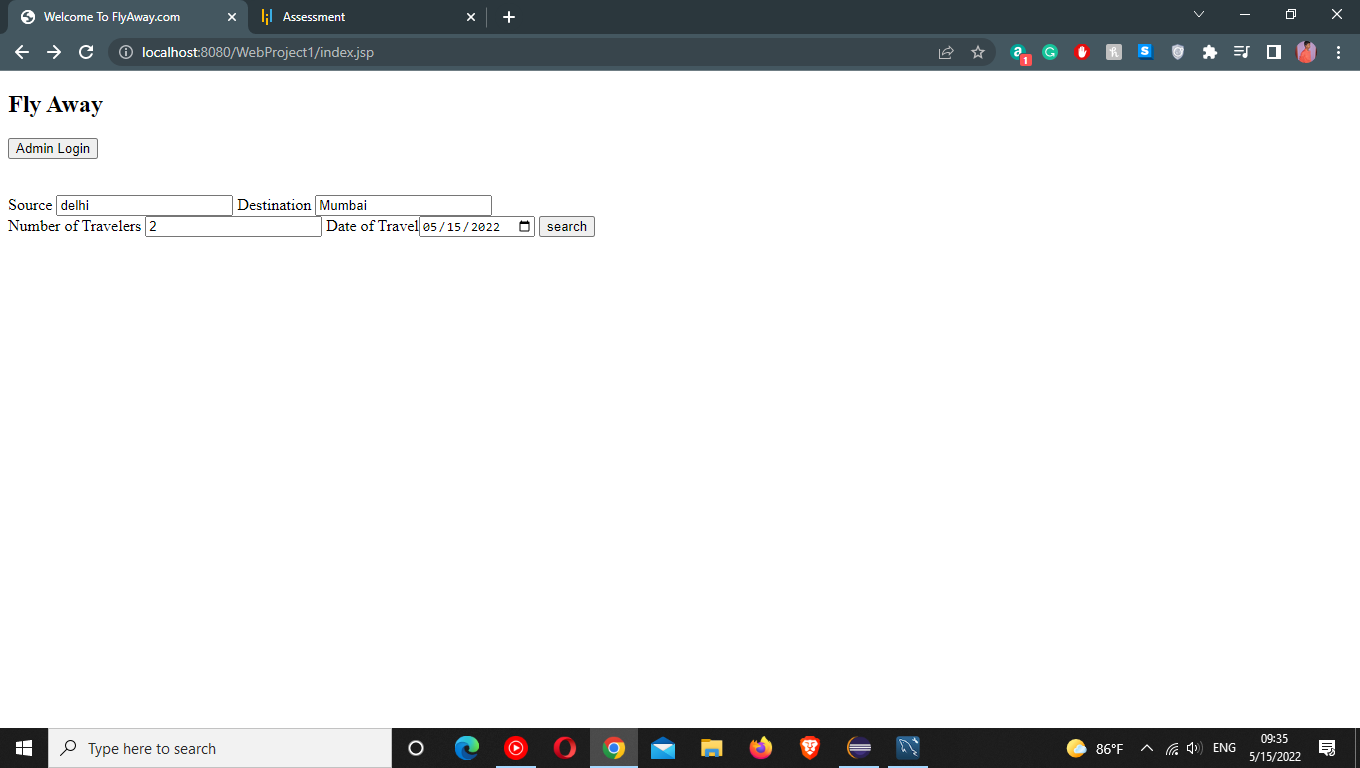 Welcome To FlyAway.com
Assessment
localhost:8080/WebProject1/index.jsp
1
Fly Away
Admin Login
Source delhi Destination Mumbai
Number of Travelers 2 Date of Travel 05/15/2022 search
Type here to search
86°F
ENG
09:35
5/15/2022